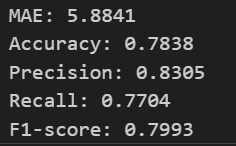 MAE: 5.8841
Accuracy: 0.7838
Precision: 0.8305
Recall: 0.7704
F1-score: 0.7993